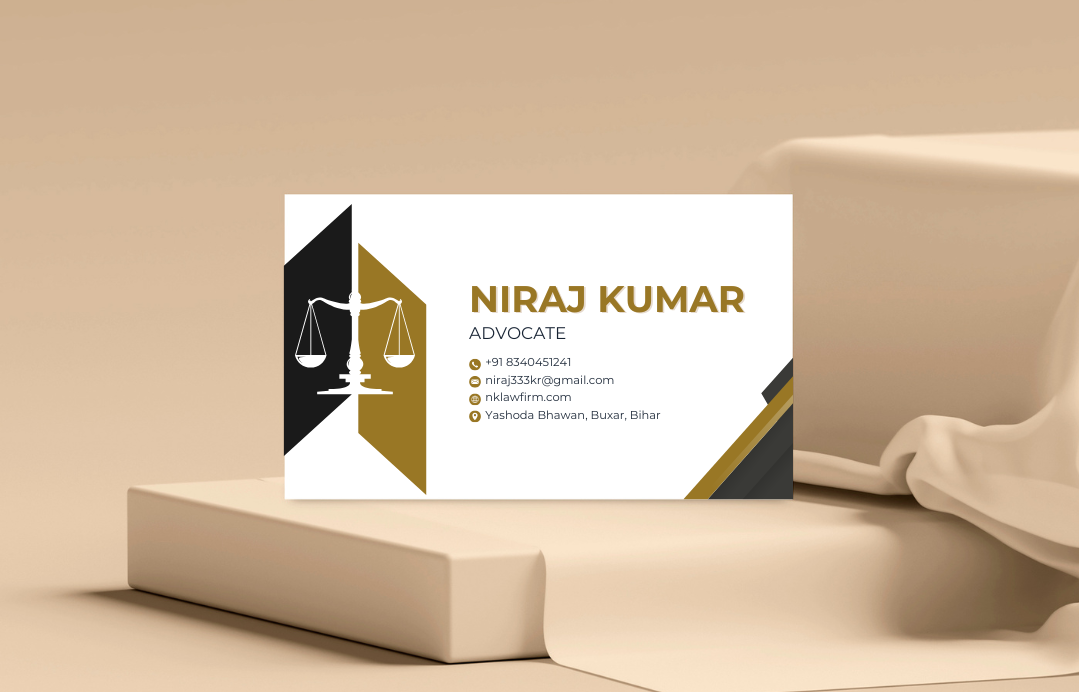 NIRAJ KUMAR
ADVOCATE
+91 8340451241
niraj333kr@gmail.com
nklawfirm.com
Yashoda Bhawan, Buxar, Bihar